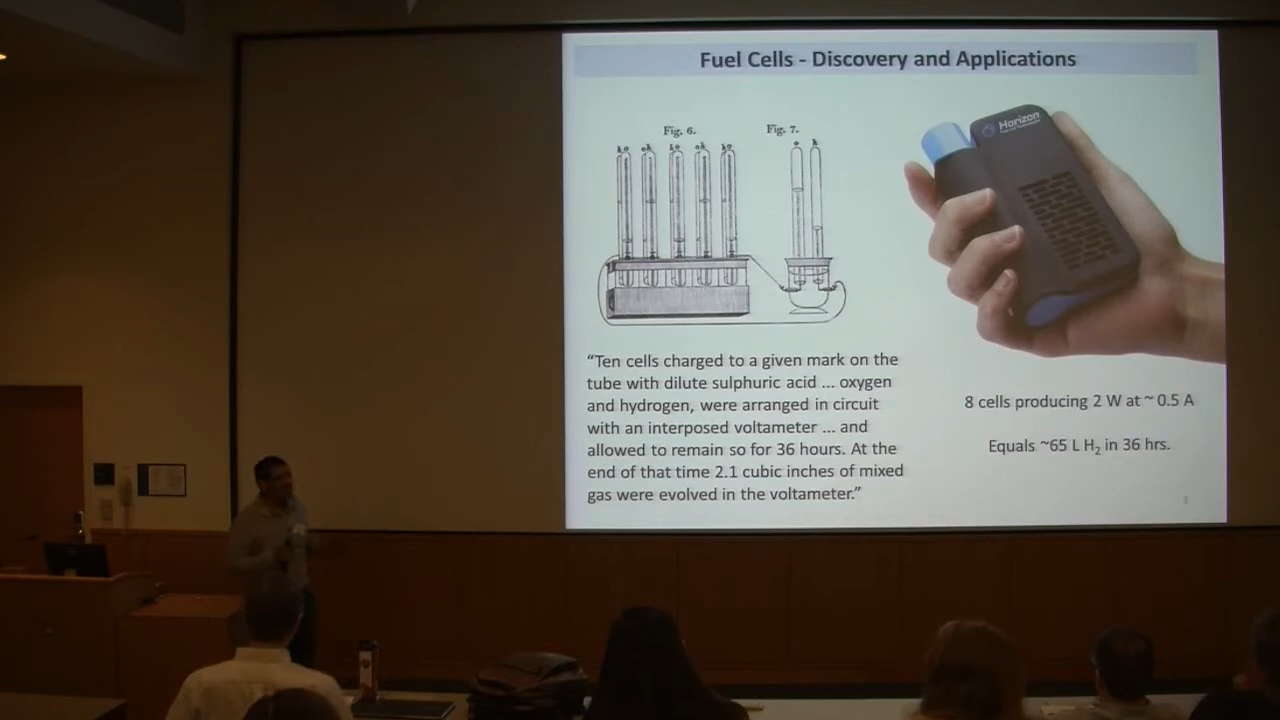 Fuel Cells - Discovery and Applications
Fig. 6.
Fig. 7.
Horizon
"Ten cells charged to a given mark on the
tube with dilute sulphuric acid ... oxygen
and hydrogen, were arranged in circuit
with an interposed voltameter ... and
allowed to remain so for 36 hours. At the
end of that time 2.1 cubic inches of mixed
gas were evolved in the voltameter."
8 cells producing 2 W at ~ 0.5 A
Equals ~65 L H₂ in 36 hrs.
3